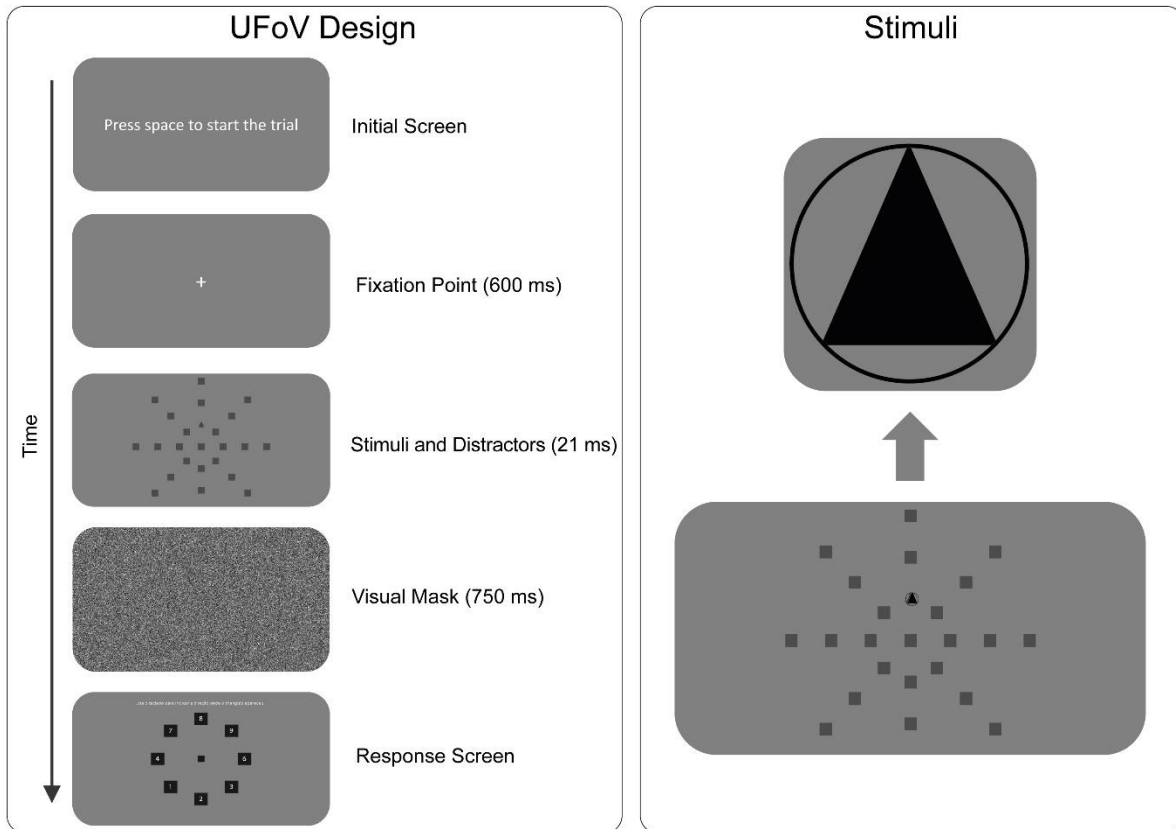 UFoV Design
Press space to start the trial
Initial Screen
Fixation Point (600 ms)
Time
Stimuli and Distractors (21 ms)
Visual Mask (750 ms)
8
7 9
4 6
1 3
2
Response Screen
Stimuli